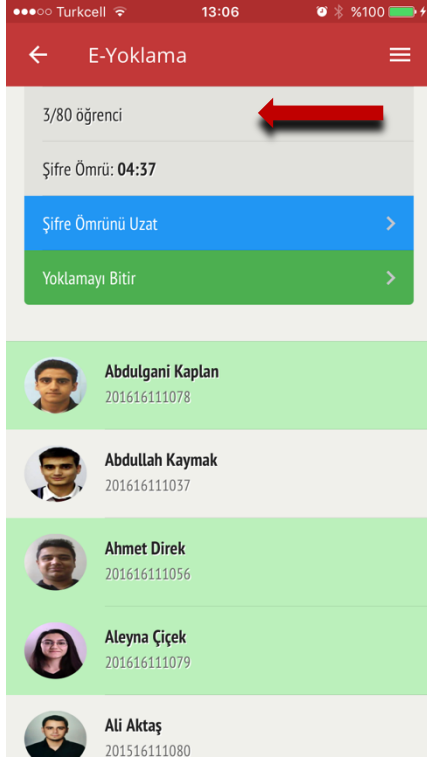 Turkcell 13:06 %100
E-Yoklama
3/80 öğrenci
Şifre Ömrü: 04:37
Şifre Ömrünü Uzat
Yoklamayı Bitir
Abdulgani Kaplan
201616111078
Abdullah Kaymak
201616111037
Ahmet Direk
201616111056
Aleyna Çiçek
201616111079
Ali Aktaş
201516111080